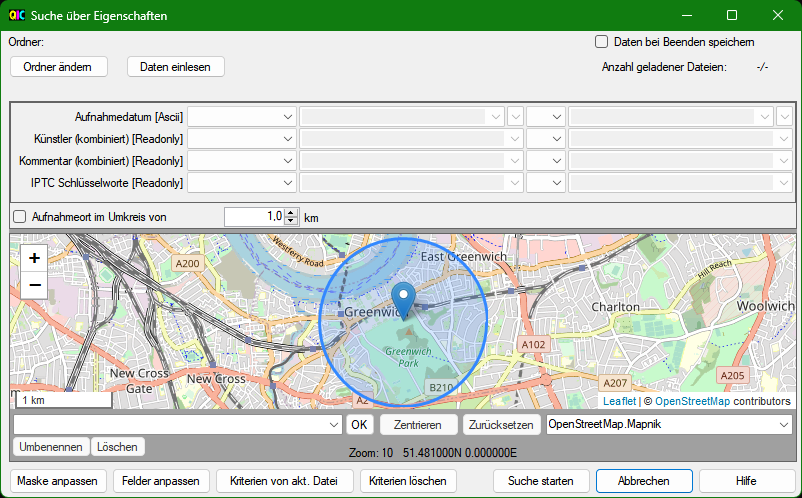 QIC Suche über Eigenschaften
Ordner:
Daten bei Beenden speichern
Ordner ändern Daten einlesen
Anzahl geladener Dateien: -/-
Aufnahmedatum [Ascii]
Künstler (kombiniert) [Readonly]
Kommentar (kombiniert) [Readonly]
IPTC Schlüsselworte [Readonly]
Aufnahmeort im Umkreis von 1,0 km
+
−
A200
Westferry Road
East Greenwich
Hill Reach
Greenwich
Charlton
Woolwich
A102
Greenwich
Park
New Cross
Gate
New Cross
B210
A207
A205
A2
1 km
Leaflet | © OpenStreetMap contributors
OK Zentrieren Zurücksetzen OpenStreetMap.Mapnik
Umbenennen Löschen
Zoom: 10 51.481000N 0.000000E
Maske anpassen Felder anpassen Kriterien von akt. Datei Kriterien löschen Suche starten Abbrechen Hilfe